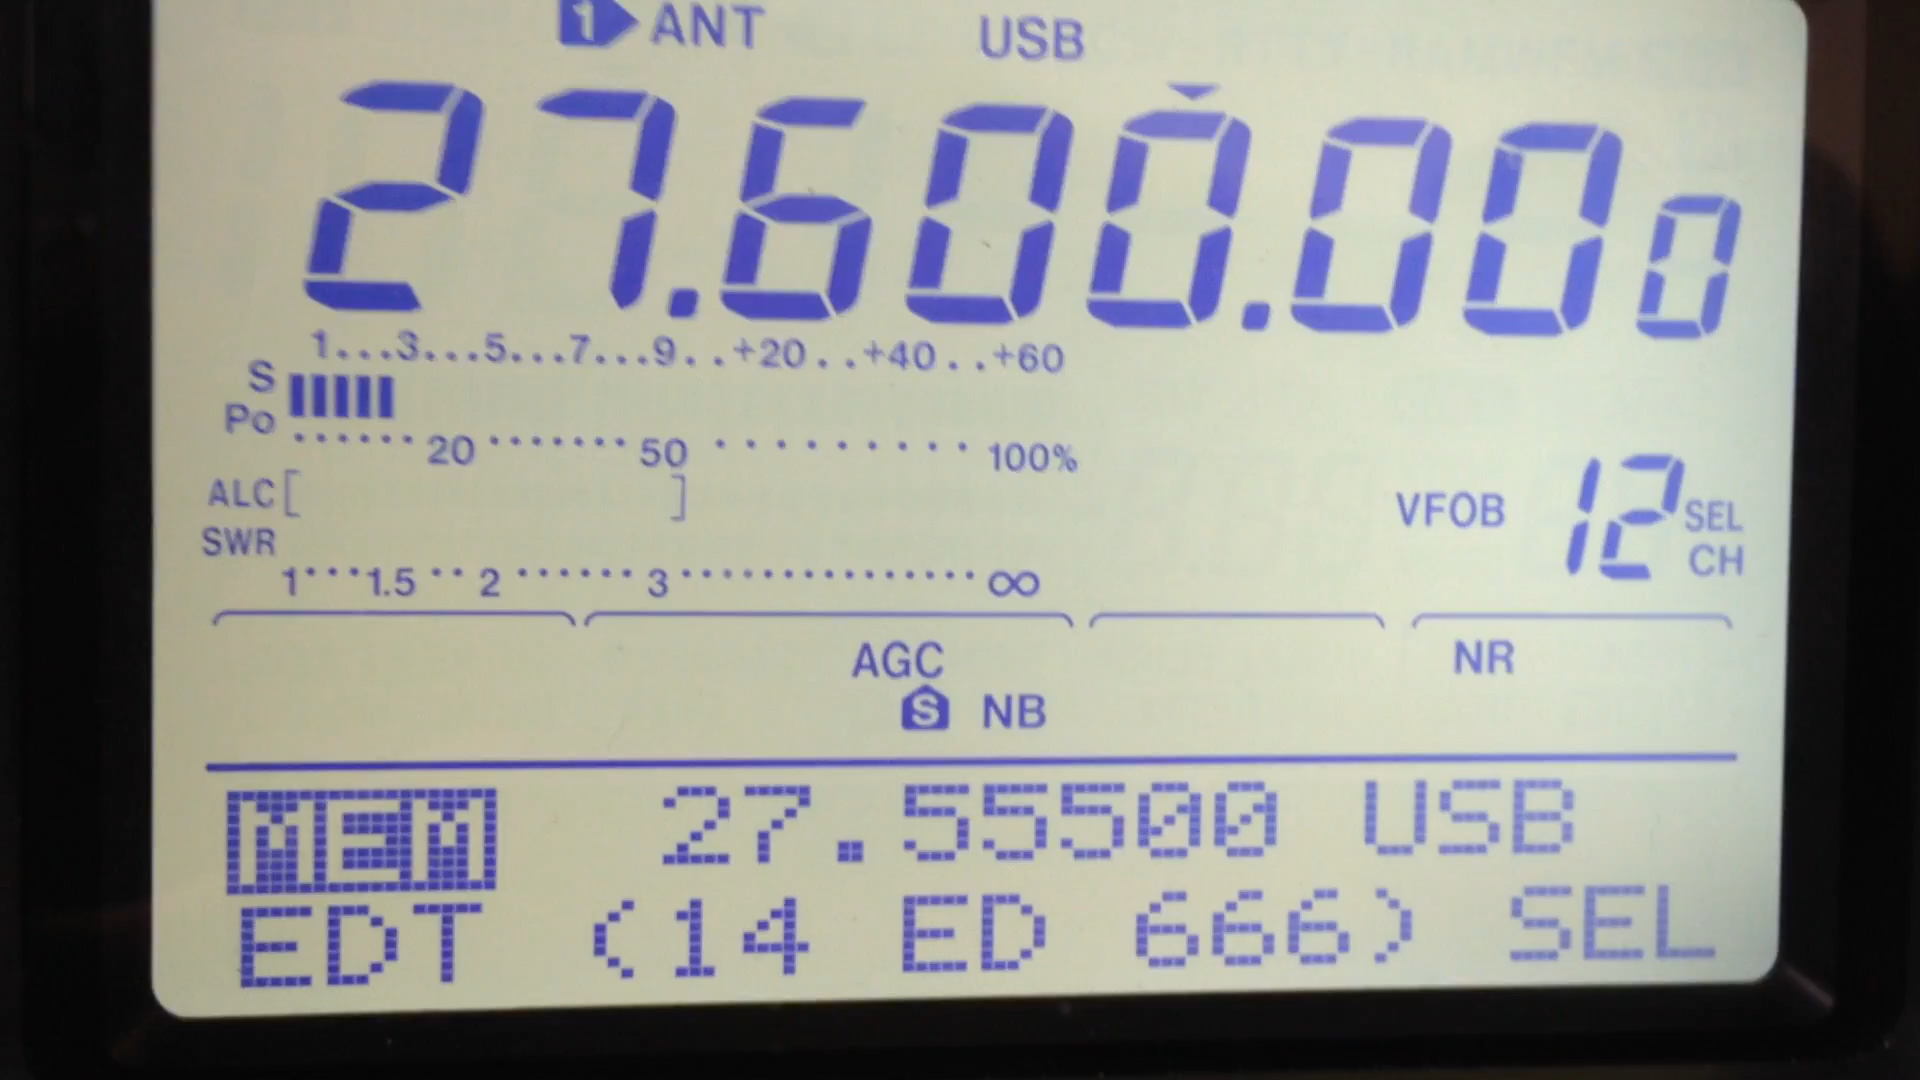 1 ANT USB
27.600.000
1...3...5...7...9..+20..+40..+60
S
Po
20 50 100%
ALC [ ]
VFOB 12 SEL CH
SWR
1 1.5 2 3 ∞
AGC NR
S NB
MEM 27.55500 USB
EDT (14 ED 666) SEL